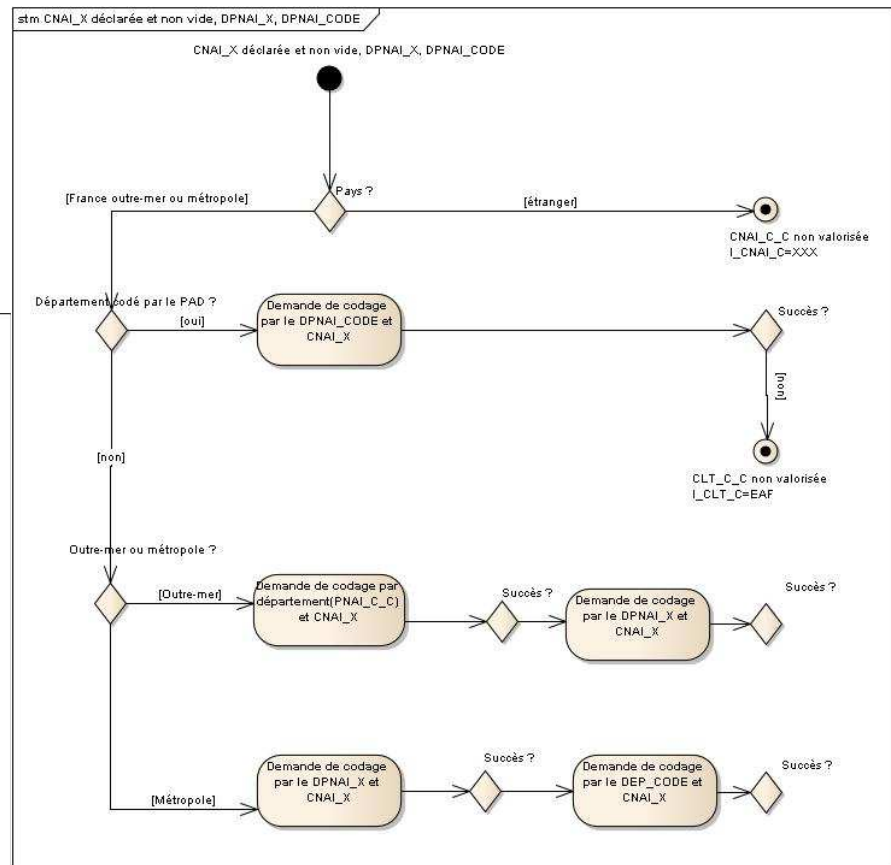 stm CNAI_X déclarée et non vide, DPNAI_X, DPNAI_CODE
CNAI_X déclarée et non vide, DPNAI_X, DPNAI_CODE
Pays ?
[France outre-mer ou métropole]
[étranger]
CNAI_C_C non valorisée
I_CNAI_C=XXX
Département codé par le PAD ?
[oui]
Demande de codage
par le DPNAI_CODE et
CNAI_X
Succès ?
[non]
CLT_C_C non valorisée
I_CLT_C=EAF
[non]
Outre-mer ou métropole ?
[Outre-mer]
Demande de codage par
département(PNAI_C_C)
et CNAI_X
Succès ?
Demande de codage
par le DPNAI_X et
CNAI_X
Succès ?
[Métropole]
Demande de codage
par le DPNAI_X et
CNAI_X
Succès ?
Demande de codage
par le DEP_CODE et
CNAI_X
Succès ?